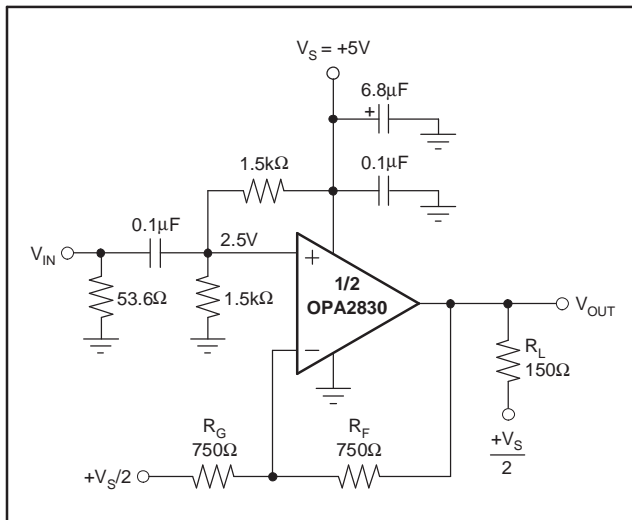 V_S = +5V
6.8μF
+
1.5kΩ
0.1μF
0.1μF
2.5V
V_IN
+
1/2
OPA2830
V_OUT
53.6Ω
1.5kΩ
−
R_L
150Ω
R_G
750Ω
R_F
750Ω
+V_S/2
+V_S
2